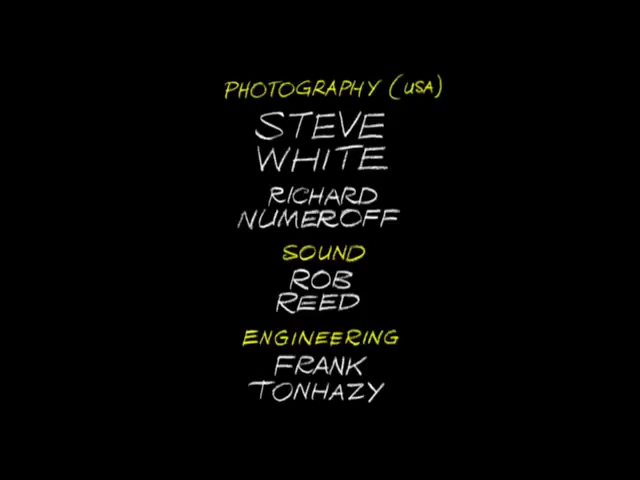 PHOTOGRAPHY (USA)
STEVE
WHITE
RICHARD
NUMEROFF
SOUND
ROB
REED
ENGINEERING
FRANK
TONHAZY